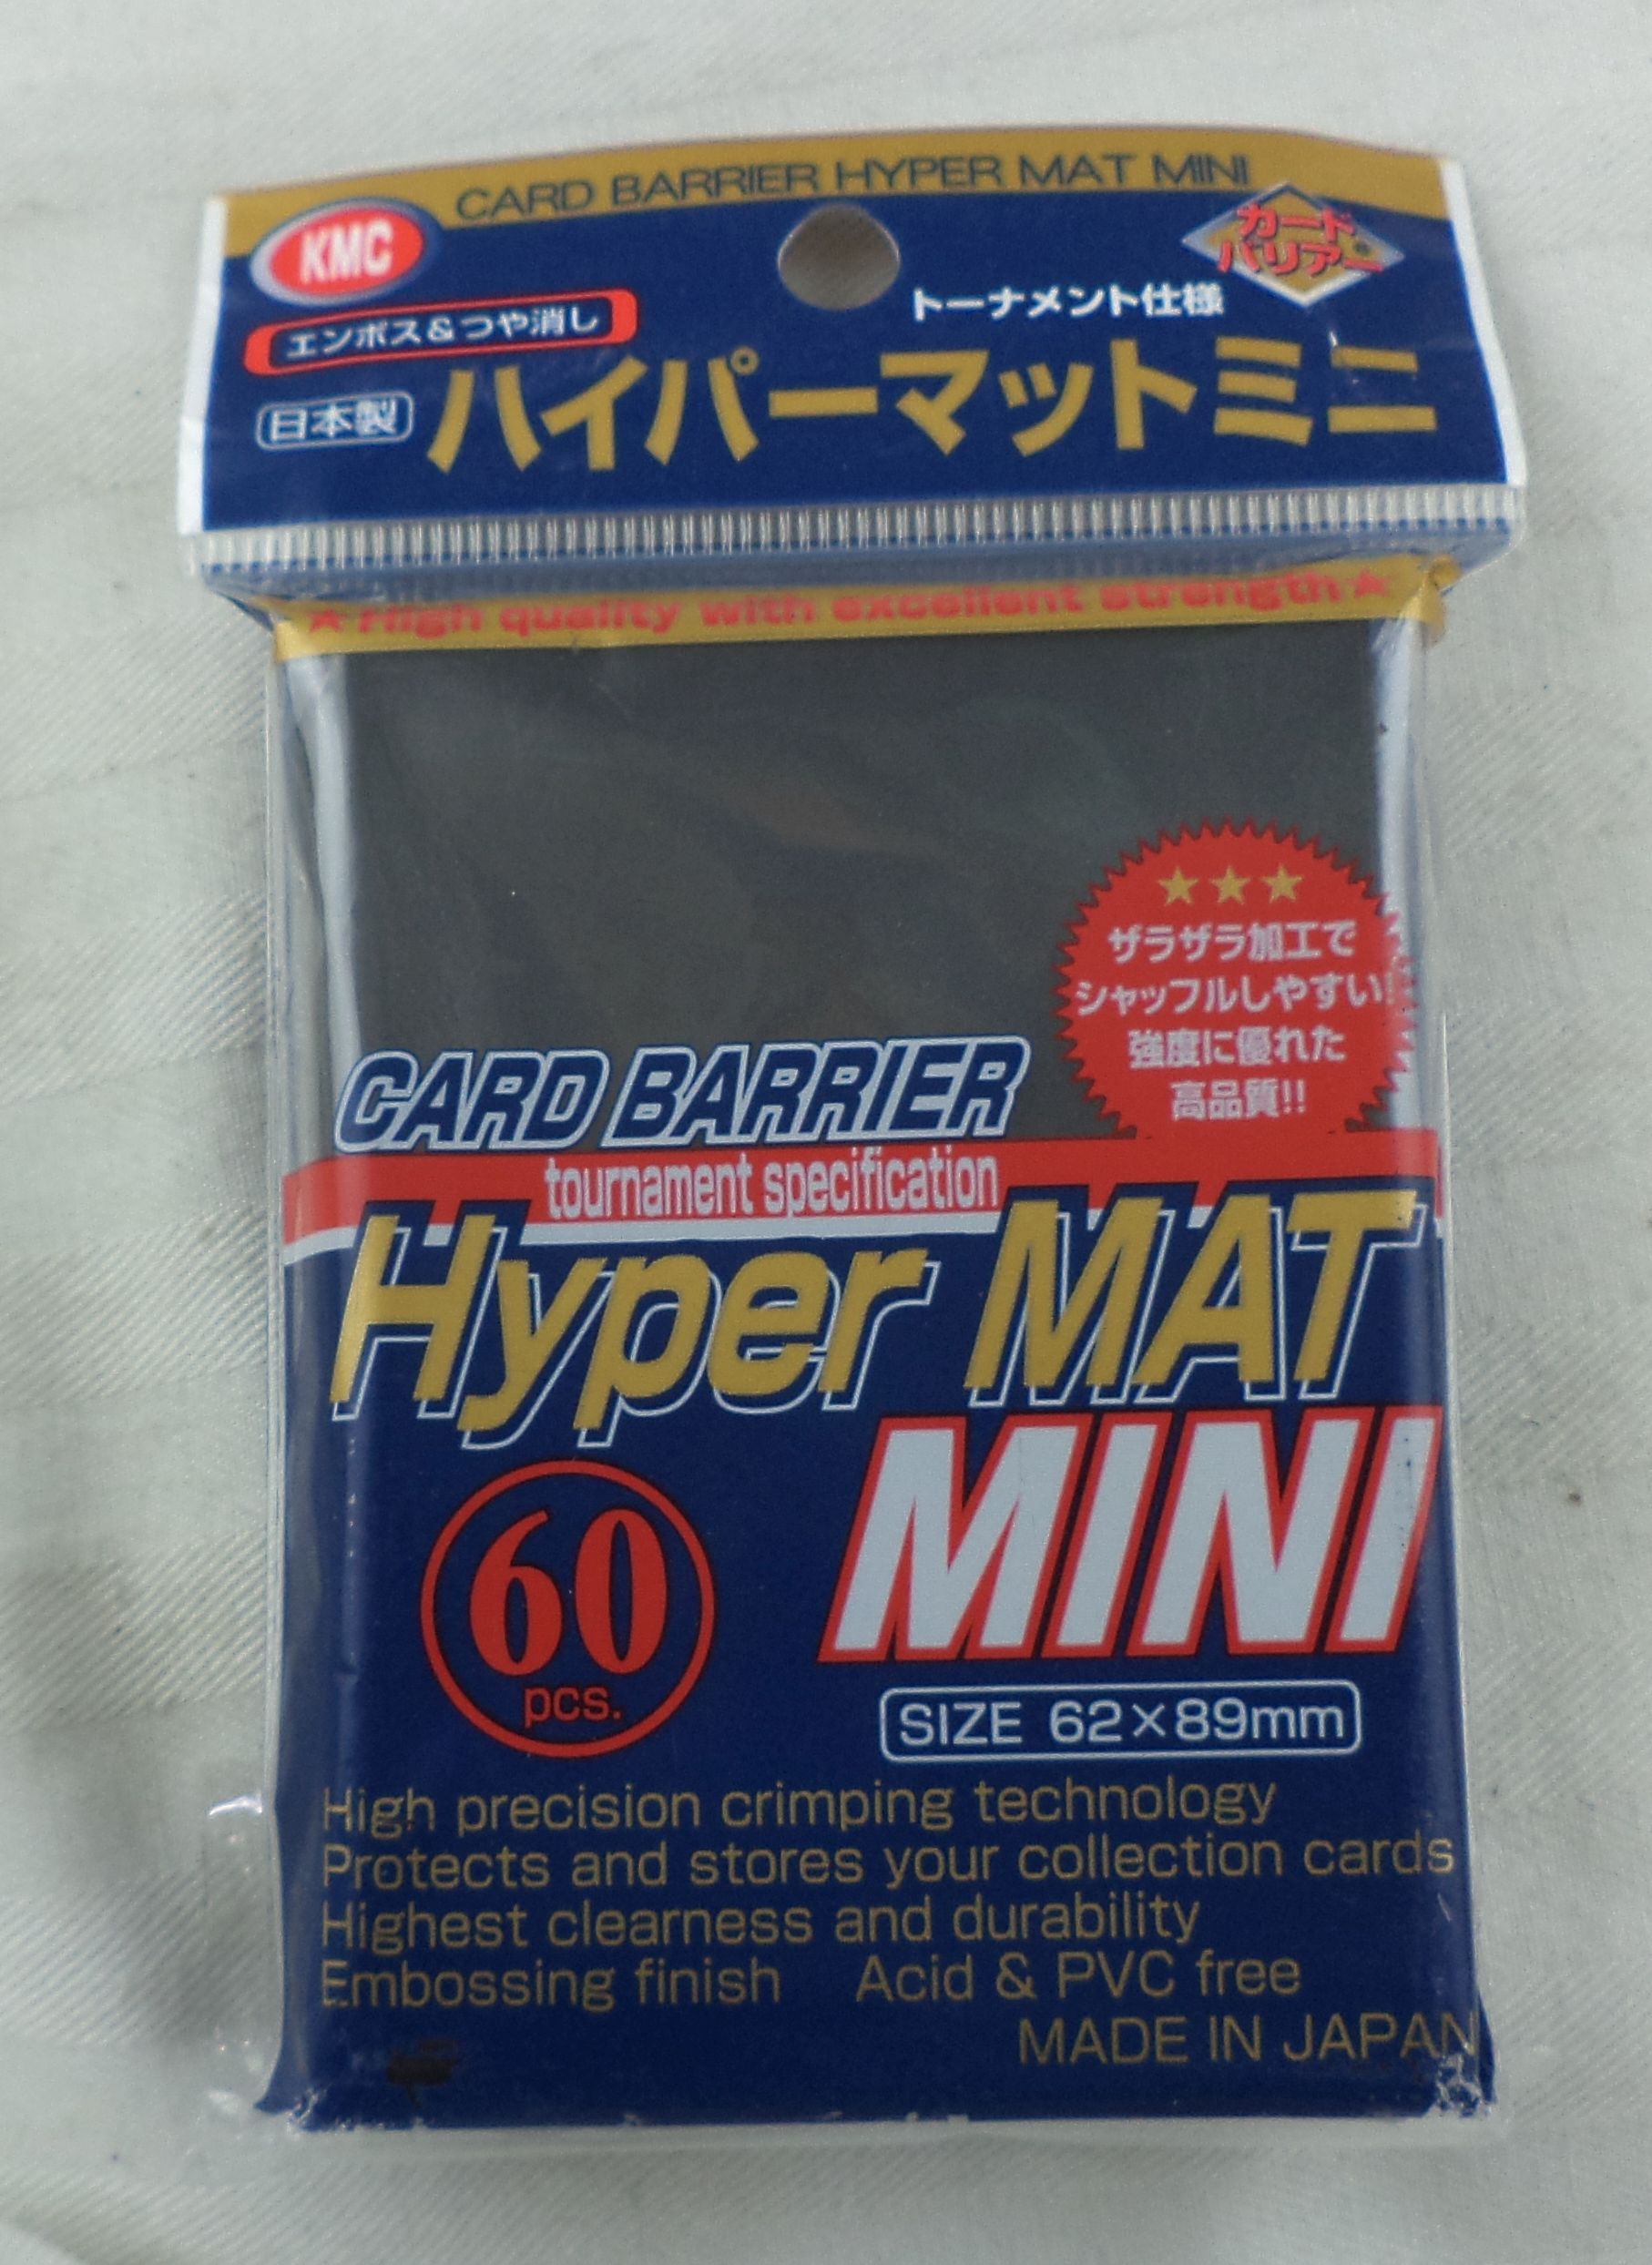 CARD BARRIER HYPER MAT MINI
KMC
カード
バリアー
トーナメント仕様
エンボス&つや消し
日本製
ハイパーマットミニ
★High quality with excellent strength★
★★★
ザラザラ加工で
シャッフルしやすい!
強度に優れた
高品質!!
CARD BARRIER
tournament specification
Hyper MAT
MINI
60
pcs.
SIZE 62×89mm
High precision crimping technology
Protects and stores your collection cards
Highest clearness and durability
Embossing finish Acid & PVC free
MADE IN JAPAN